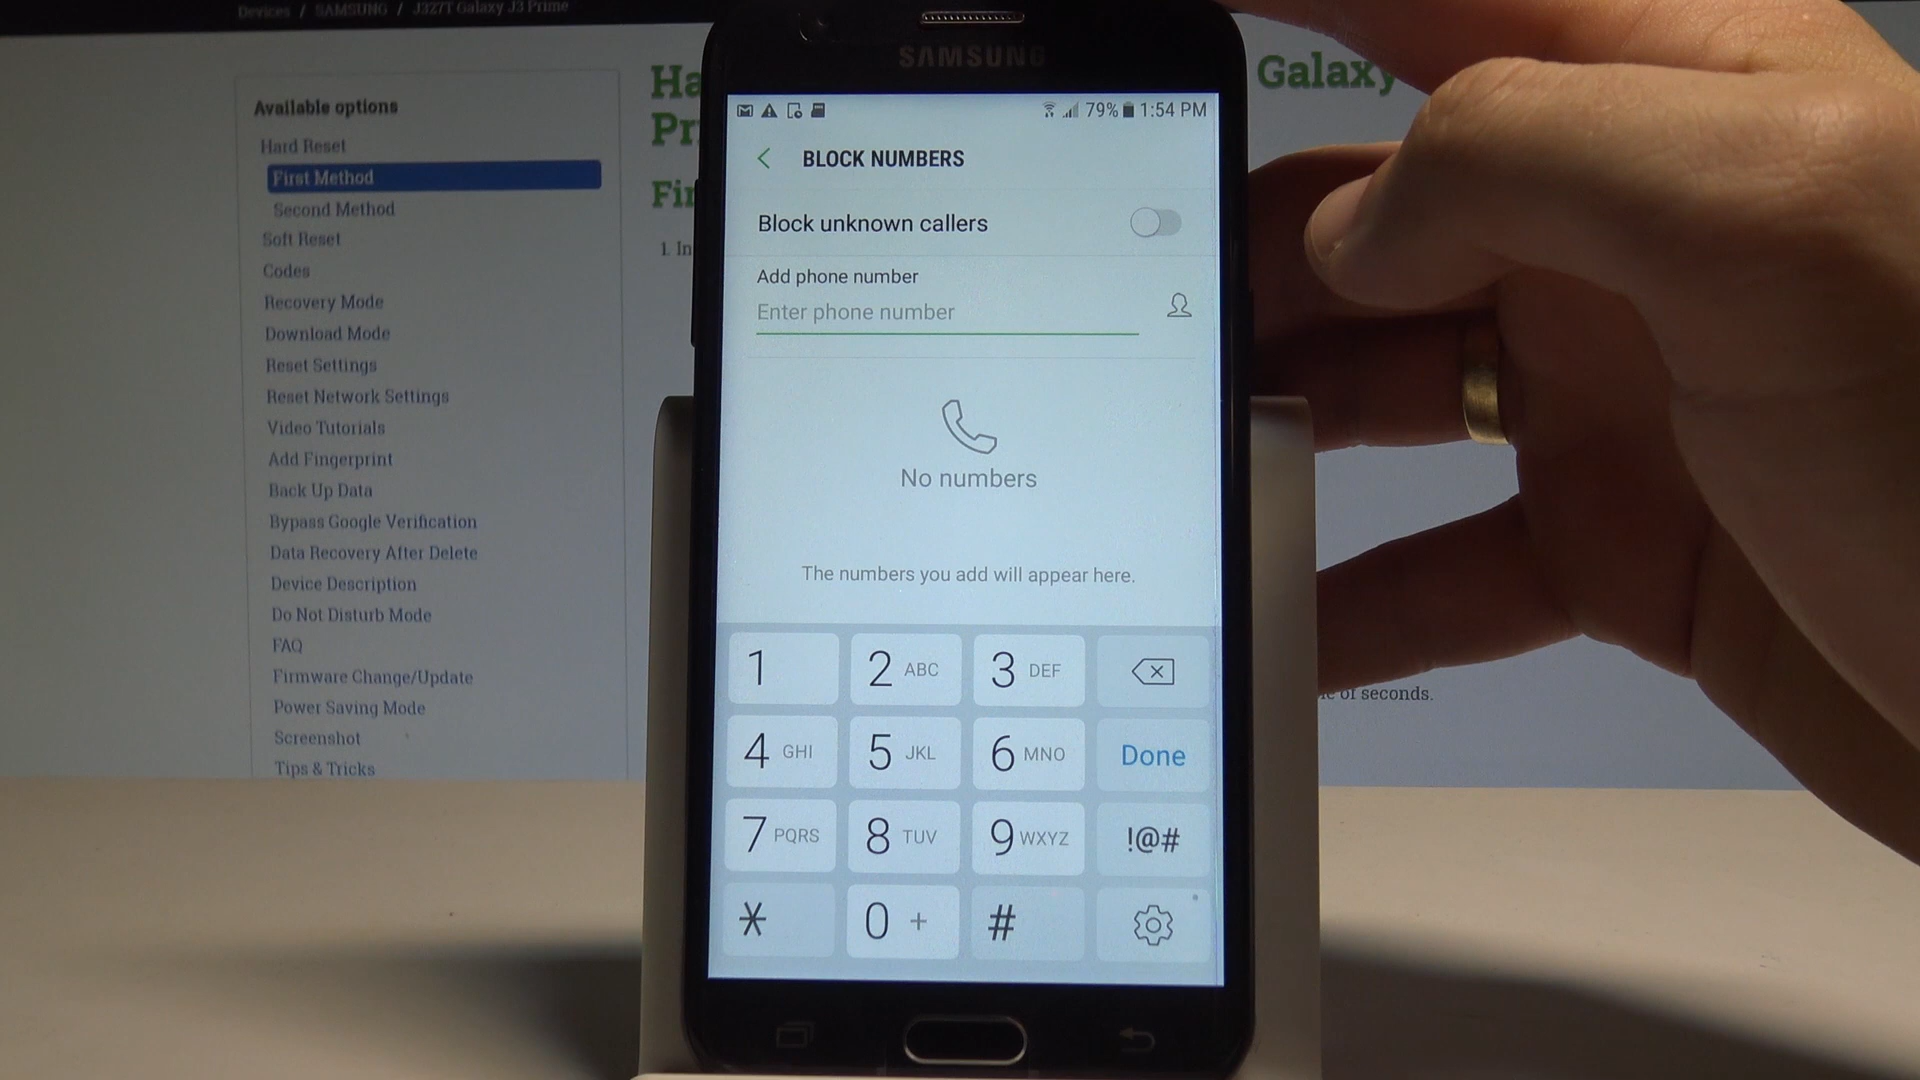 Devices / SAMSUNG / J327T Galaxy J3 Prime
Available options
Hard Reset
First Method
Second Method
Soft Reset
Codes
Recovery Mode
Download Mode
Reset Settings
Reset Network Settings
Video Tutorials
Add Fingerprint
Back Up Data
Bypass Google Verification
Data Recovery After Delete
Device Description
Do Not Disturb Mode
FAQ
Firmware Change/Update
Power Saving Mode
Screenshot
Tips & Tricks
Galaxy
1. In
of seconds.
SAMSUNG
79% 1:54 PM
BLOCK NUMBERS
Block unknown callers
Add phone number
Enter phone number
No numbers
The numbers you add will appear here.
1 2 ABC 3 DEF
4 GHI 5 JKL 6 MNO Done
7 PQRS 8 TUV 9 WXYZ !@#
* 0 + #